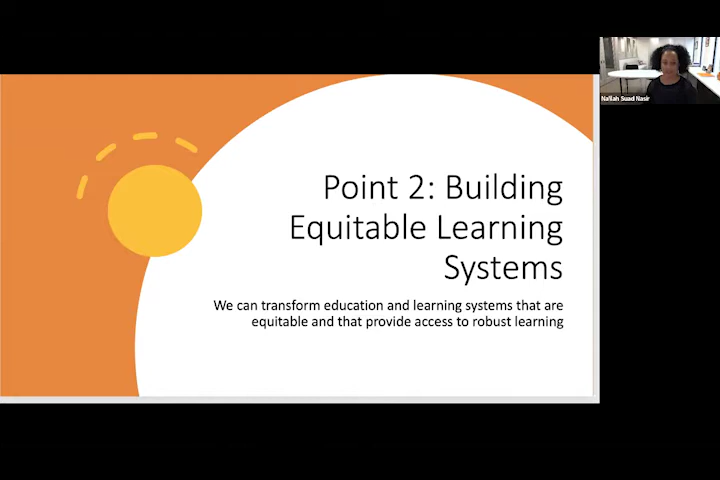 Na'ilah Suad Nasir
Point 2: Building
Equitable Learning
Systems
We can transform education and learning systems that are
equitable and that provide access to robust learning